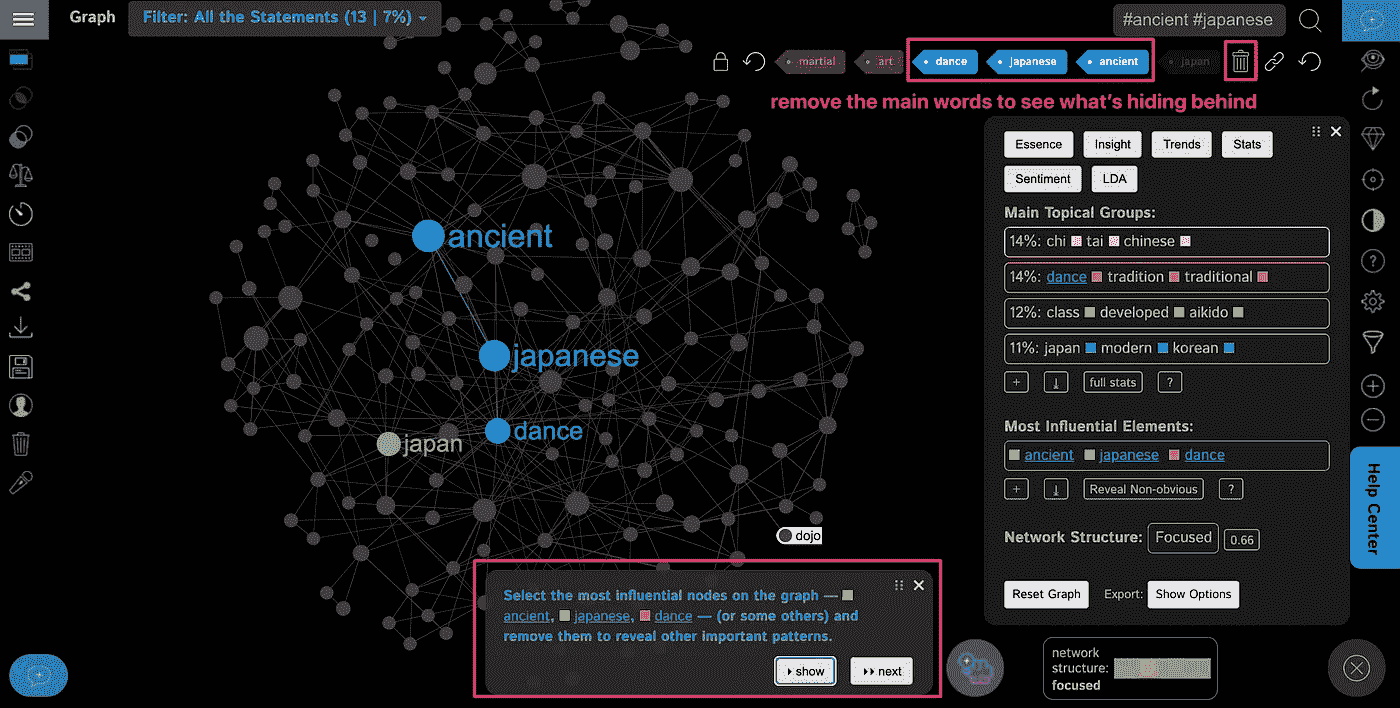 Graph
Filter: All the Statements (13 | 7%)
#ancient #japanese
martial
art
dance
japanese
ancient
japan
remove the main words to see what's hiding behind
Essence
Insight
Trends
Stats
Sentiment
LDA
Main Topical Groups:
14%: chi tai chinese
14%: dance tradition traditional
12%: class developed aikido
11%: japan modern korean
+
⤓
full stats
?
Most Influential Elements:
ancient japanese dance
+
⤓
Reveal Non-obvious
?
Network Structure: Focused 0.66
Reset Graph
Export:
Show Options
ancient
japanese
dance
japan
dojo
Select the most influential nodes on the graph —
ancient, japanese, dance — (or some others) and
remove them to reveal other important patterns.
show
next
network
structure:
focused
Help Center